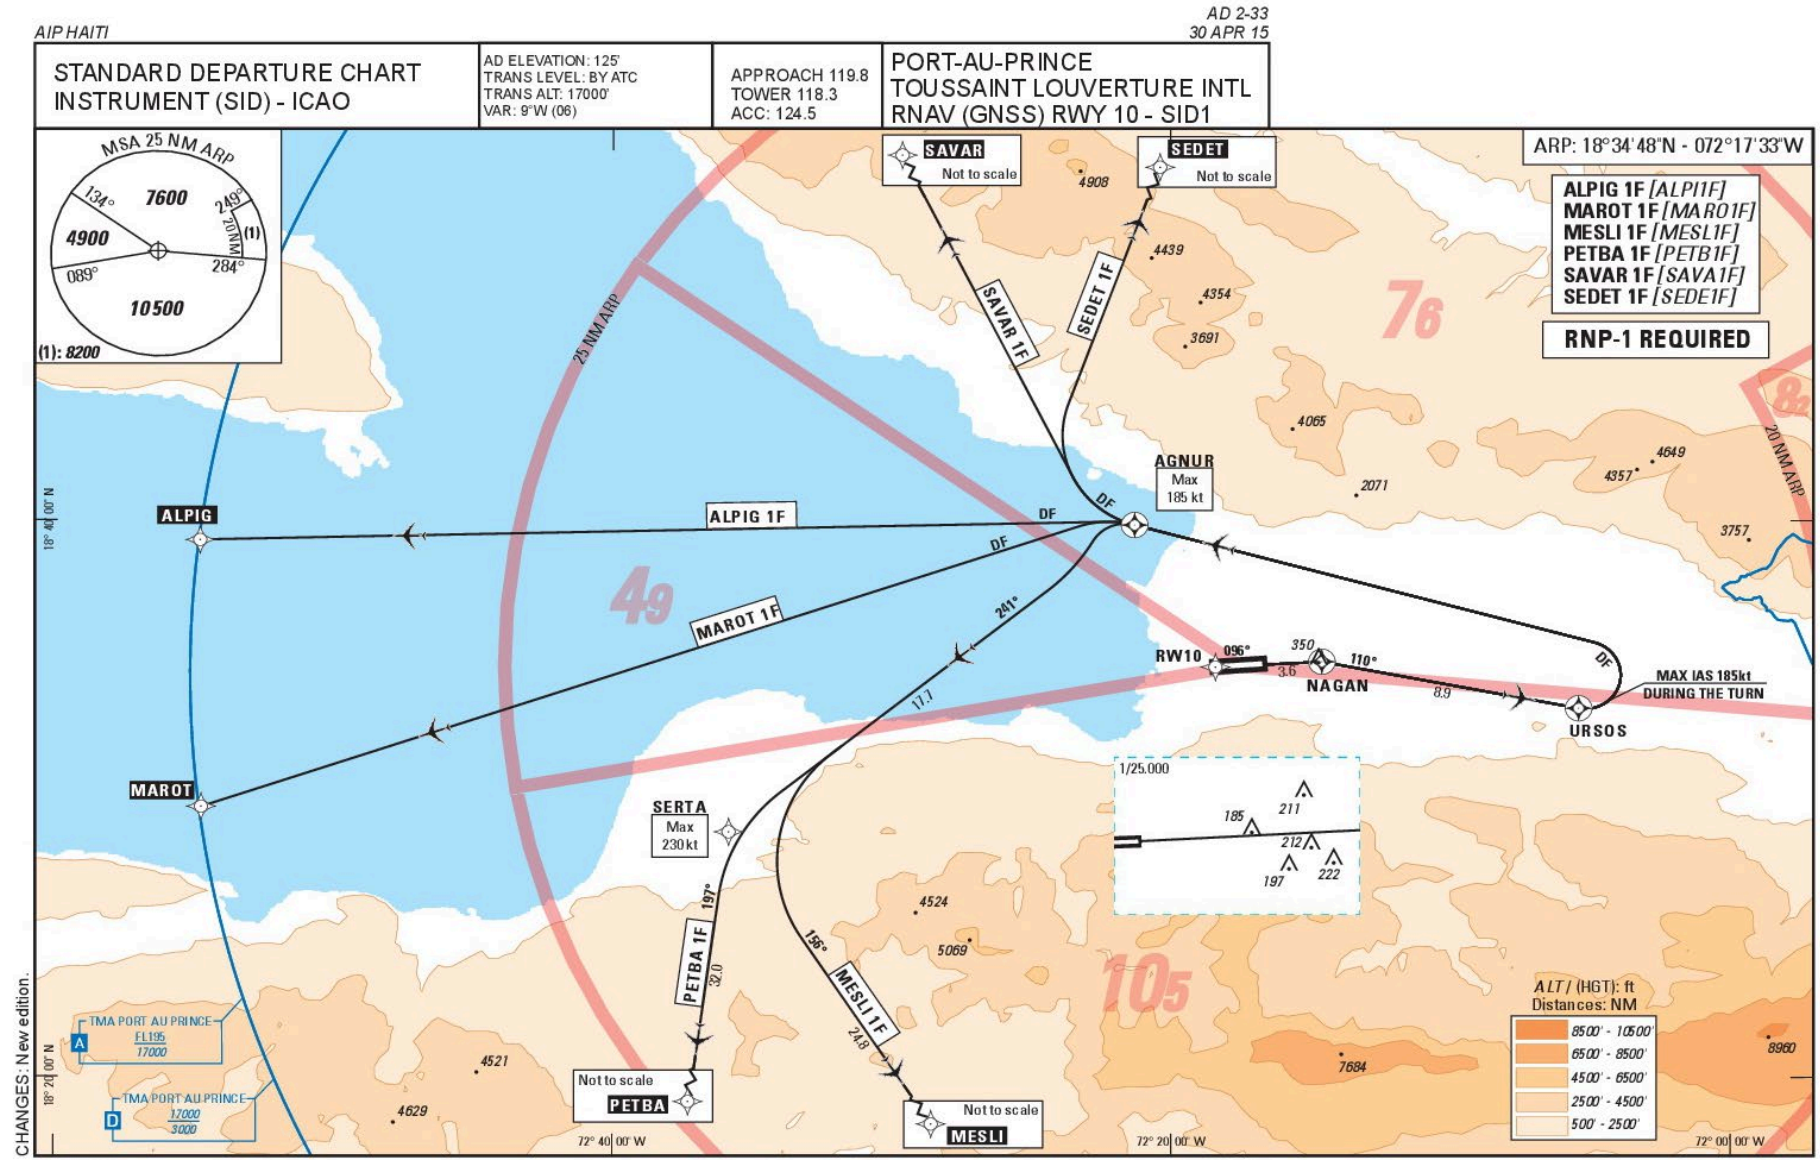 AIP HAITI
AD 2-33
30 APR 15
STANDARD DEPARTURE CHART
INSTRUMENT (SID) - ICAO
AD ELEVATION: 125'
TRANS LEVEL: BY ATC
TRANS ALT: 17000'
VAR: 9°W (06)
APPROACH 119.8
TOWER 118.3
ACC: 124.5
PORT-AU-PRINCE
TOUSSAINT LOUVERTURE INTL
RNAV (GNSS) RWY 10 - SID1
MSA 25 NM ARP
7600
134°
249°
20 NM
(1)
4900
089°
284°
10500
(1): 8200
SAVAR
Not to scale
SEDET
Not to scale
ARP: 18°34'48"N - 072°17'33"W
ALPIG 1F [ALPI1F]
MAROT 1F [MARO1F]
MESLI 1F [MESL1F]
PETBA 1F [PETB1F]
SAVAR 1F [SAVA1F]
SEDET 1F [SEDE1F]
RNP-1 REQUIRED
4908
4439
4354
3691
76
82
25 NM ARP
20 NM ARP
SAVAR 1F
SEDET 1F
4065
2071
4357
4649
3757
AGNUR
Max
185 kt
DF
18° 40' 00" N
ALPIG
ALPIG 1F
DF
DF
49
MAROT 1F
241°
17.7
RW10
096°
3.6
350
NAGAN
110°
8.9
DF
MAX IAS 185kt
DURING THE TURN
URSOS
MAROT
SERTA
Max
230 kt
1/25.000
185
211
212
197
222
197°
PETBA 1F
32.0
156°
MESLI 1F
24.8
4524
5069
105
7684
8960
4521
4629
TMA PORT AU PRINCE
A
FL195
17000
TMA PORT AU PRINCE
D
17000
3000
18° 20' 00" N
Not to scale
PETBA
Not to scale
MESLI
ALT / (HGT): ft
Distances: NM
8500' - 10500'
6500' - 8500'
4500' - 6500'
2500' - 4500'
500' - 2500'
72° 40' 00" W
72° 20' 00" W
72° 00' 00" W
CHANGES: New edition.